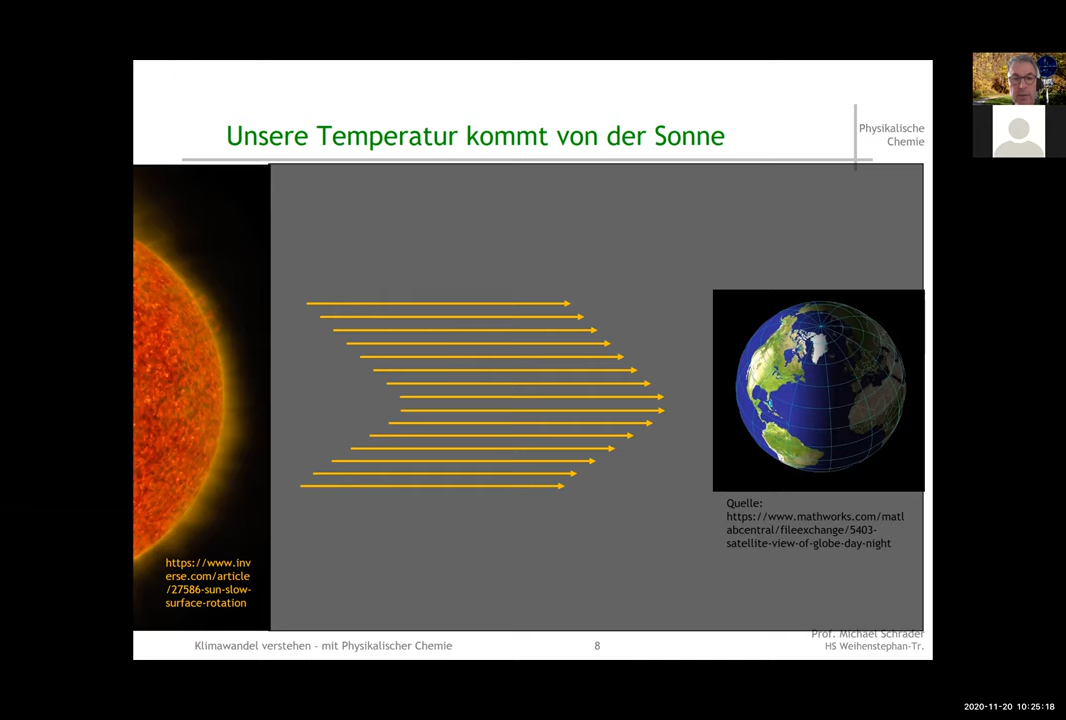 Unsere Temperatur kommt von der Sonne
Physikalische
Chemie
https://www.inv
erse.com/article
/27586-sun-slow-
surface-rotation
Quelle:
https://www.mathworks.com/matl
abcentral/fileexchange/5403-
satellite-view-of-globe-day-night
Klimawandel verstehen - mit Physikalischer Chemie
8
Prof. Michael Schrader
HS Weihenstephan-Tr.
2020-11-20 10:25:18